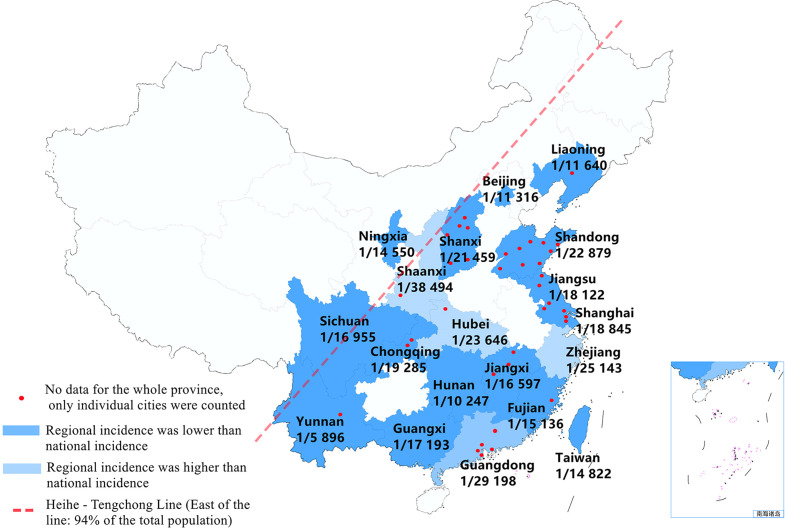 Liaoning
1/11 640
Beijing
1/11 316
Ningxia
1/14 550
Shanxi
1/21 459
Shandong
1/22 879
Shaanxi
1/38 494
Jiangsu
1/18 122
Shanghai
1/18 845
Sichuan
1/16 955
Hubei
1/23 646
Chongqing
1/19 285
Zhejiang
1/25 143
Jiangxi
1/16 597
Hunan
1/10 247
Fujian
1/15 136
Yunnan
1/5 896
Guangxi
1/17 193
Guangdong
1/29 198
Taiwan
1/14 822
No data for the whole province,
only individual cities were counted
Regional incidence was lower than
national incidence
Regional incidence was higher than
national incidence
Heihe - Tengchong Line (East of the
line: 94% of the total population)
南海诸岛